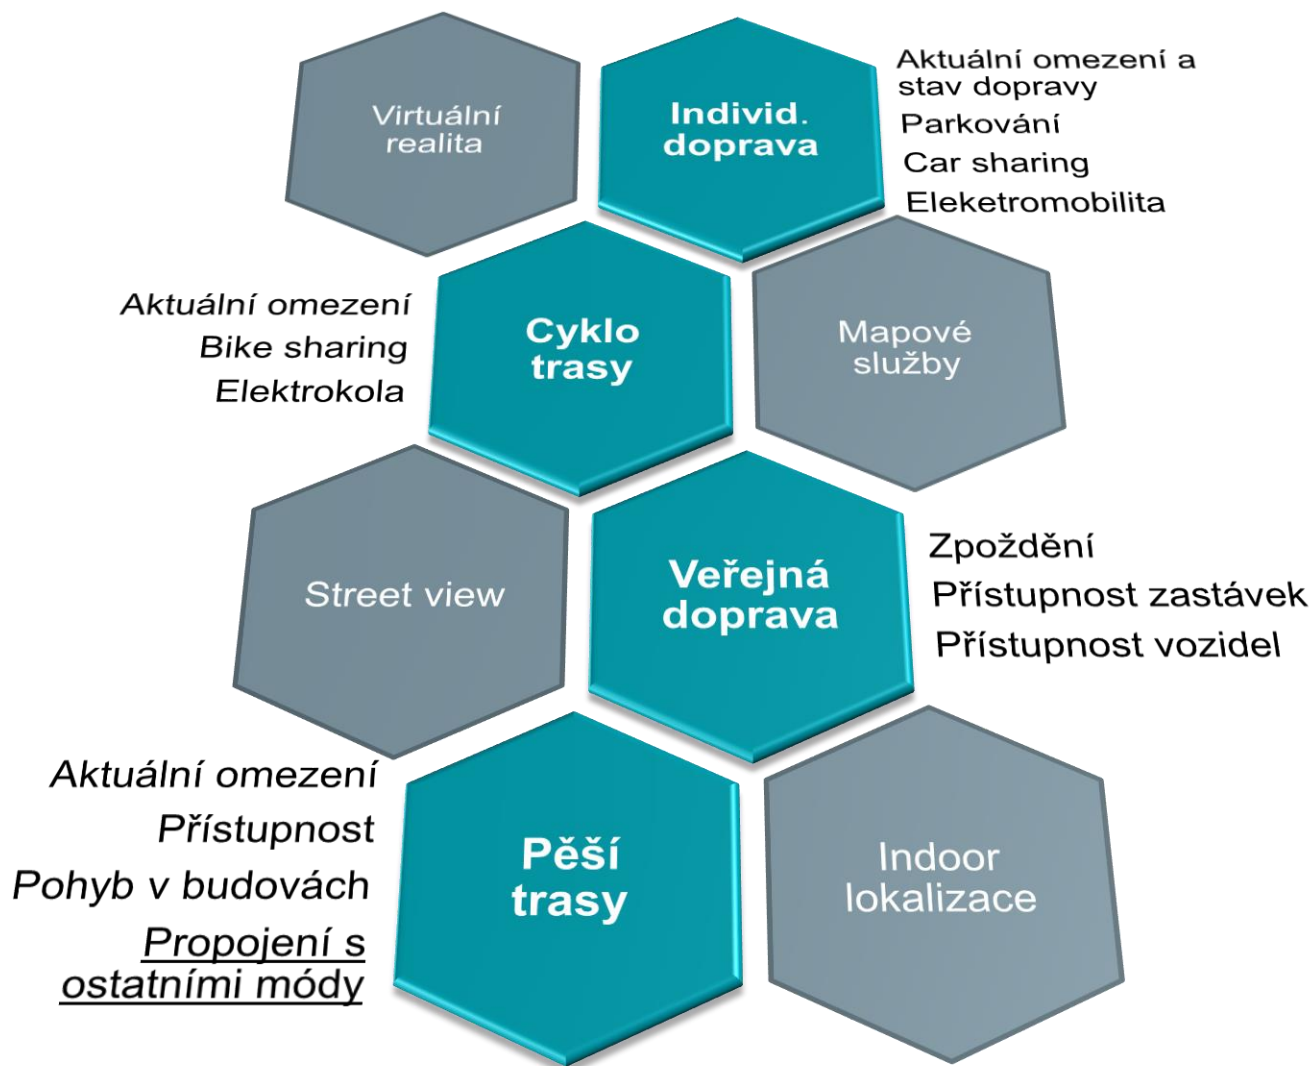 Virtuální
realita
Individ.
doprava
Aktuální omezení a
stav dopravy
Parkování
Car sharing
Eleketromobilita
Aktuální omezení
Bike sharing
Elektrokola
Cyklo
trasy
Mapové
služby
Street view
Veřejná
doprava
Zpoždění
Přístupnost zastávek
Přístupnost vozidel
Aktuální omezení
Přístupnost
Pohyb v budovách
Propojení s
ostatními módy
Pěší
trasy
Indoor
lokalizace